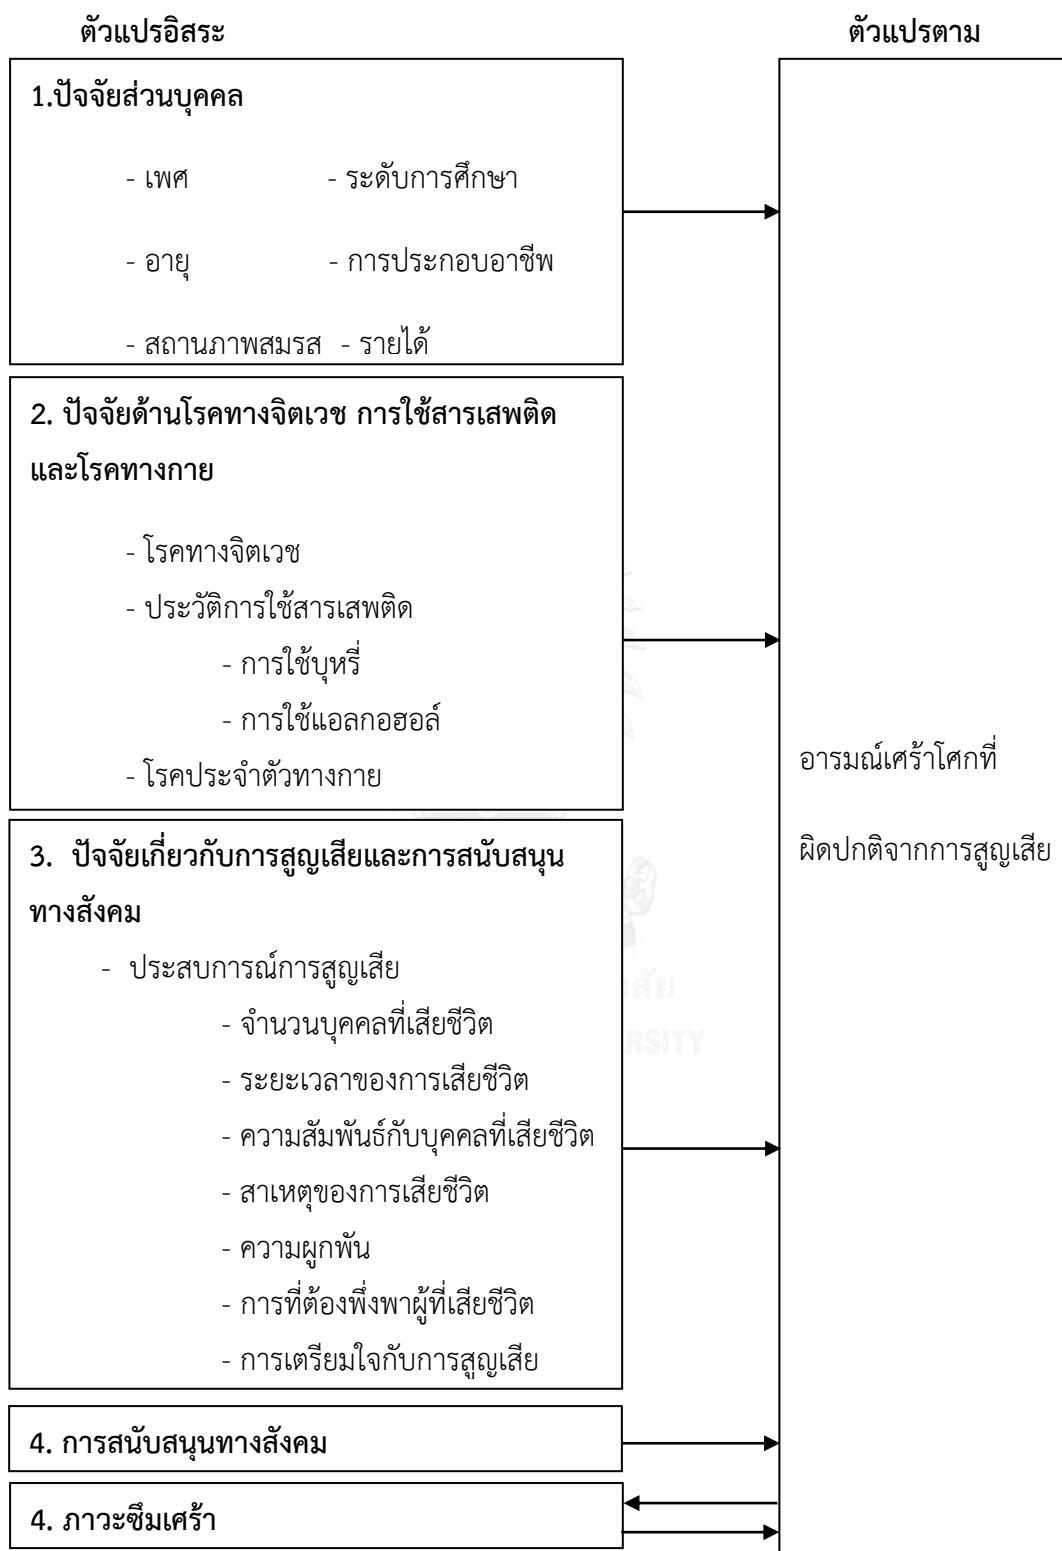 ตัวแปรอิสระ ตัวแปรตาม
1.ปัจจัยส่วนบุคคล
- เพศ - ระดับการศึกษา
- อายุ - การประกอบอาชีพ
- สถานภาพสมรส - รายได้
2. ปัจจัยด้านโรคทางจิตเวช การใช้สารเสพติด
และโรคทางกาย
- โรคทางจิตเวช
- ประวัติการใช้สารเสพติด
- การใช้บุหรี่
- การใช้แอลกอฮอล์
- โรคประจำตัวทางกาย
3. ปัจจัยเกี่ยวกับการสูญเสียและการสนับสนุน
ทางสังคม
- ประสบการณ์การสูญเสีย
- จำนวนบุคคลที่เสียชีวิต
- ระยะเวลาของการเสียชีวิต
- ความสัมพันธ์กับบุคคลที่เสียชีวิต
- สาเหตุของการเสียชีวิต
- ความผูกพัน
- การที่ต้องพึ่งพาผู้ที่เสียชีวิต
- การเตรียมใจกับการสูญเสีย
4. การสนับสนุนทางสังคม
4. ภาวะซึมเศร้า
อารมณ์เศร้าโศกที่
ผิดปกติจากการสูญเสีย
ลัย
RSITY